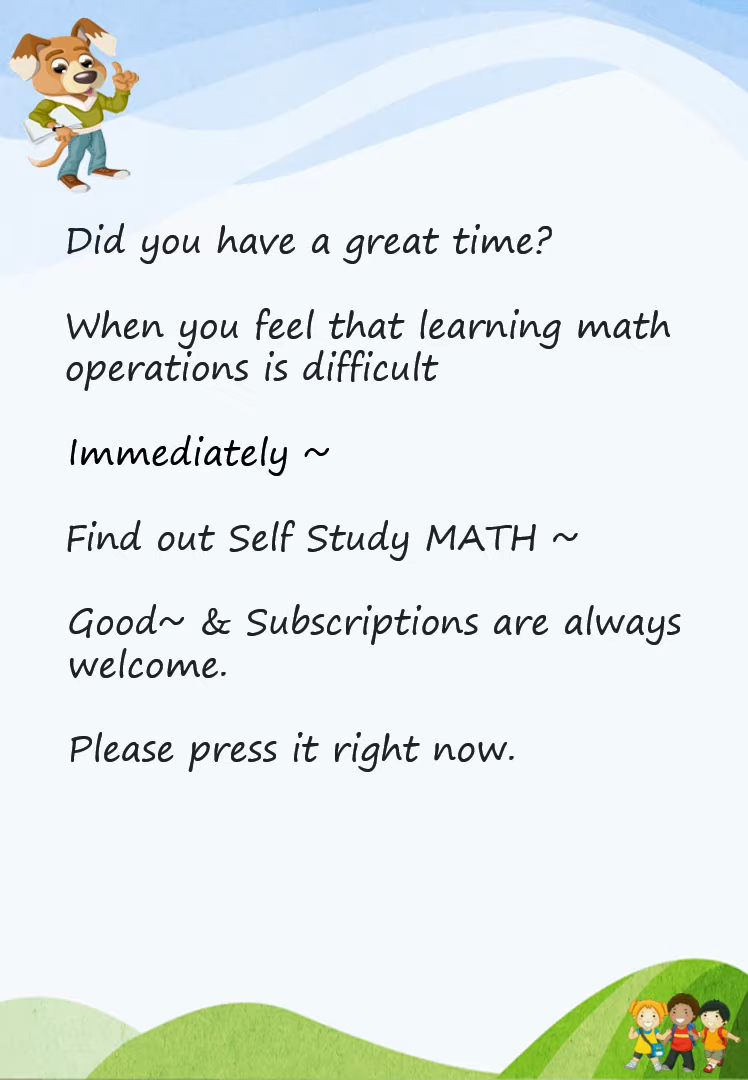 Did you have a great time?
When you feel that learning math
operations is difficult
Immediately ~
Find out Self Study MATH ~
Good~ & Subscriptions are always
welcome.
Please press it right now.